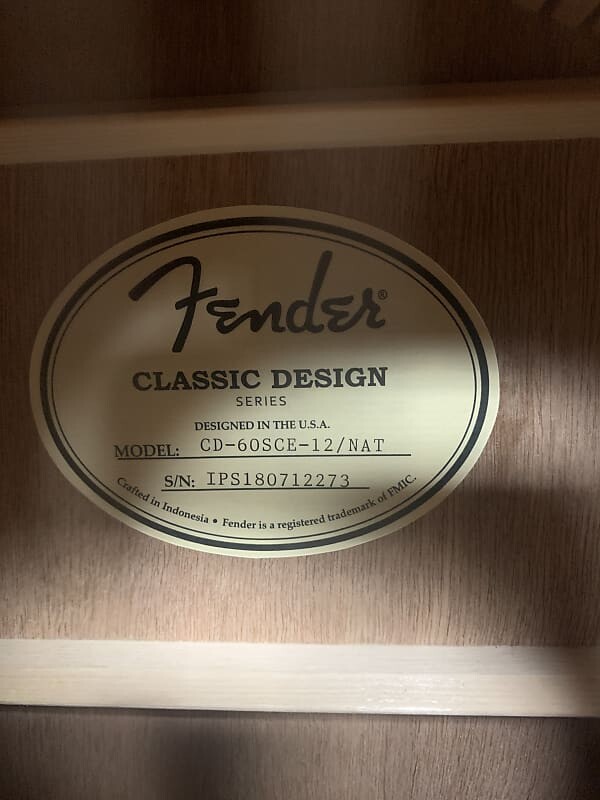 Fender®
CLASSIC DESIGN
SERIES
DESIGNED IN THE U.S.A.
MODEL: CD-60SCE-12/NAT
S/N: IPS180712273
Crafted in Indonesia • Fender is a registered trademark of FMIC.